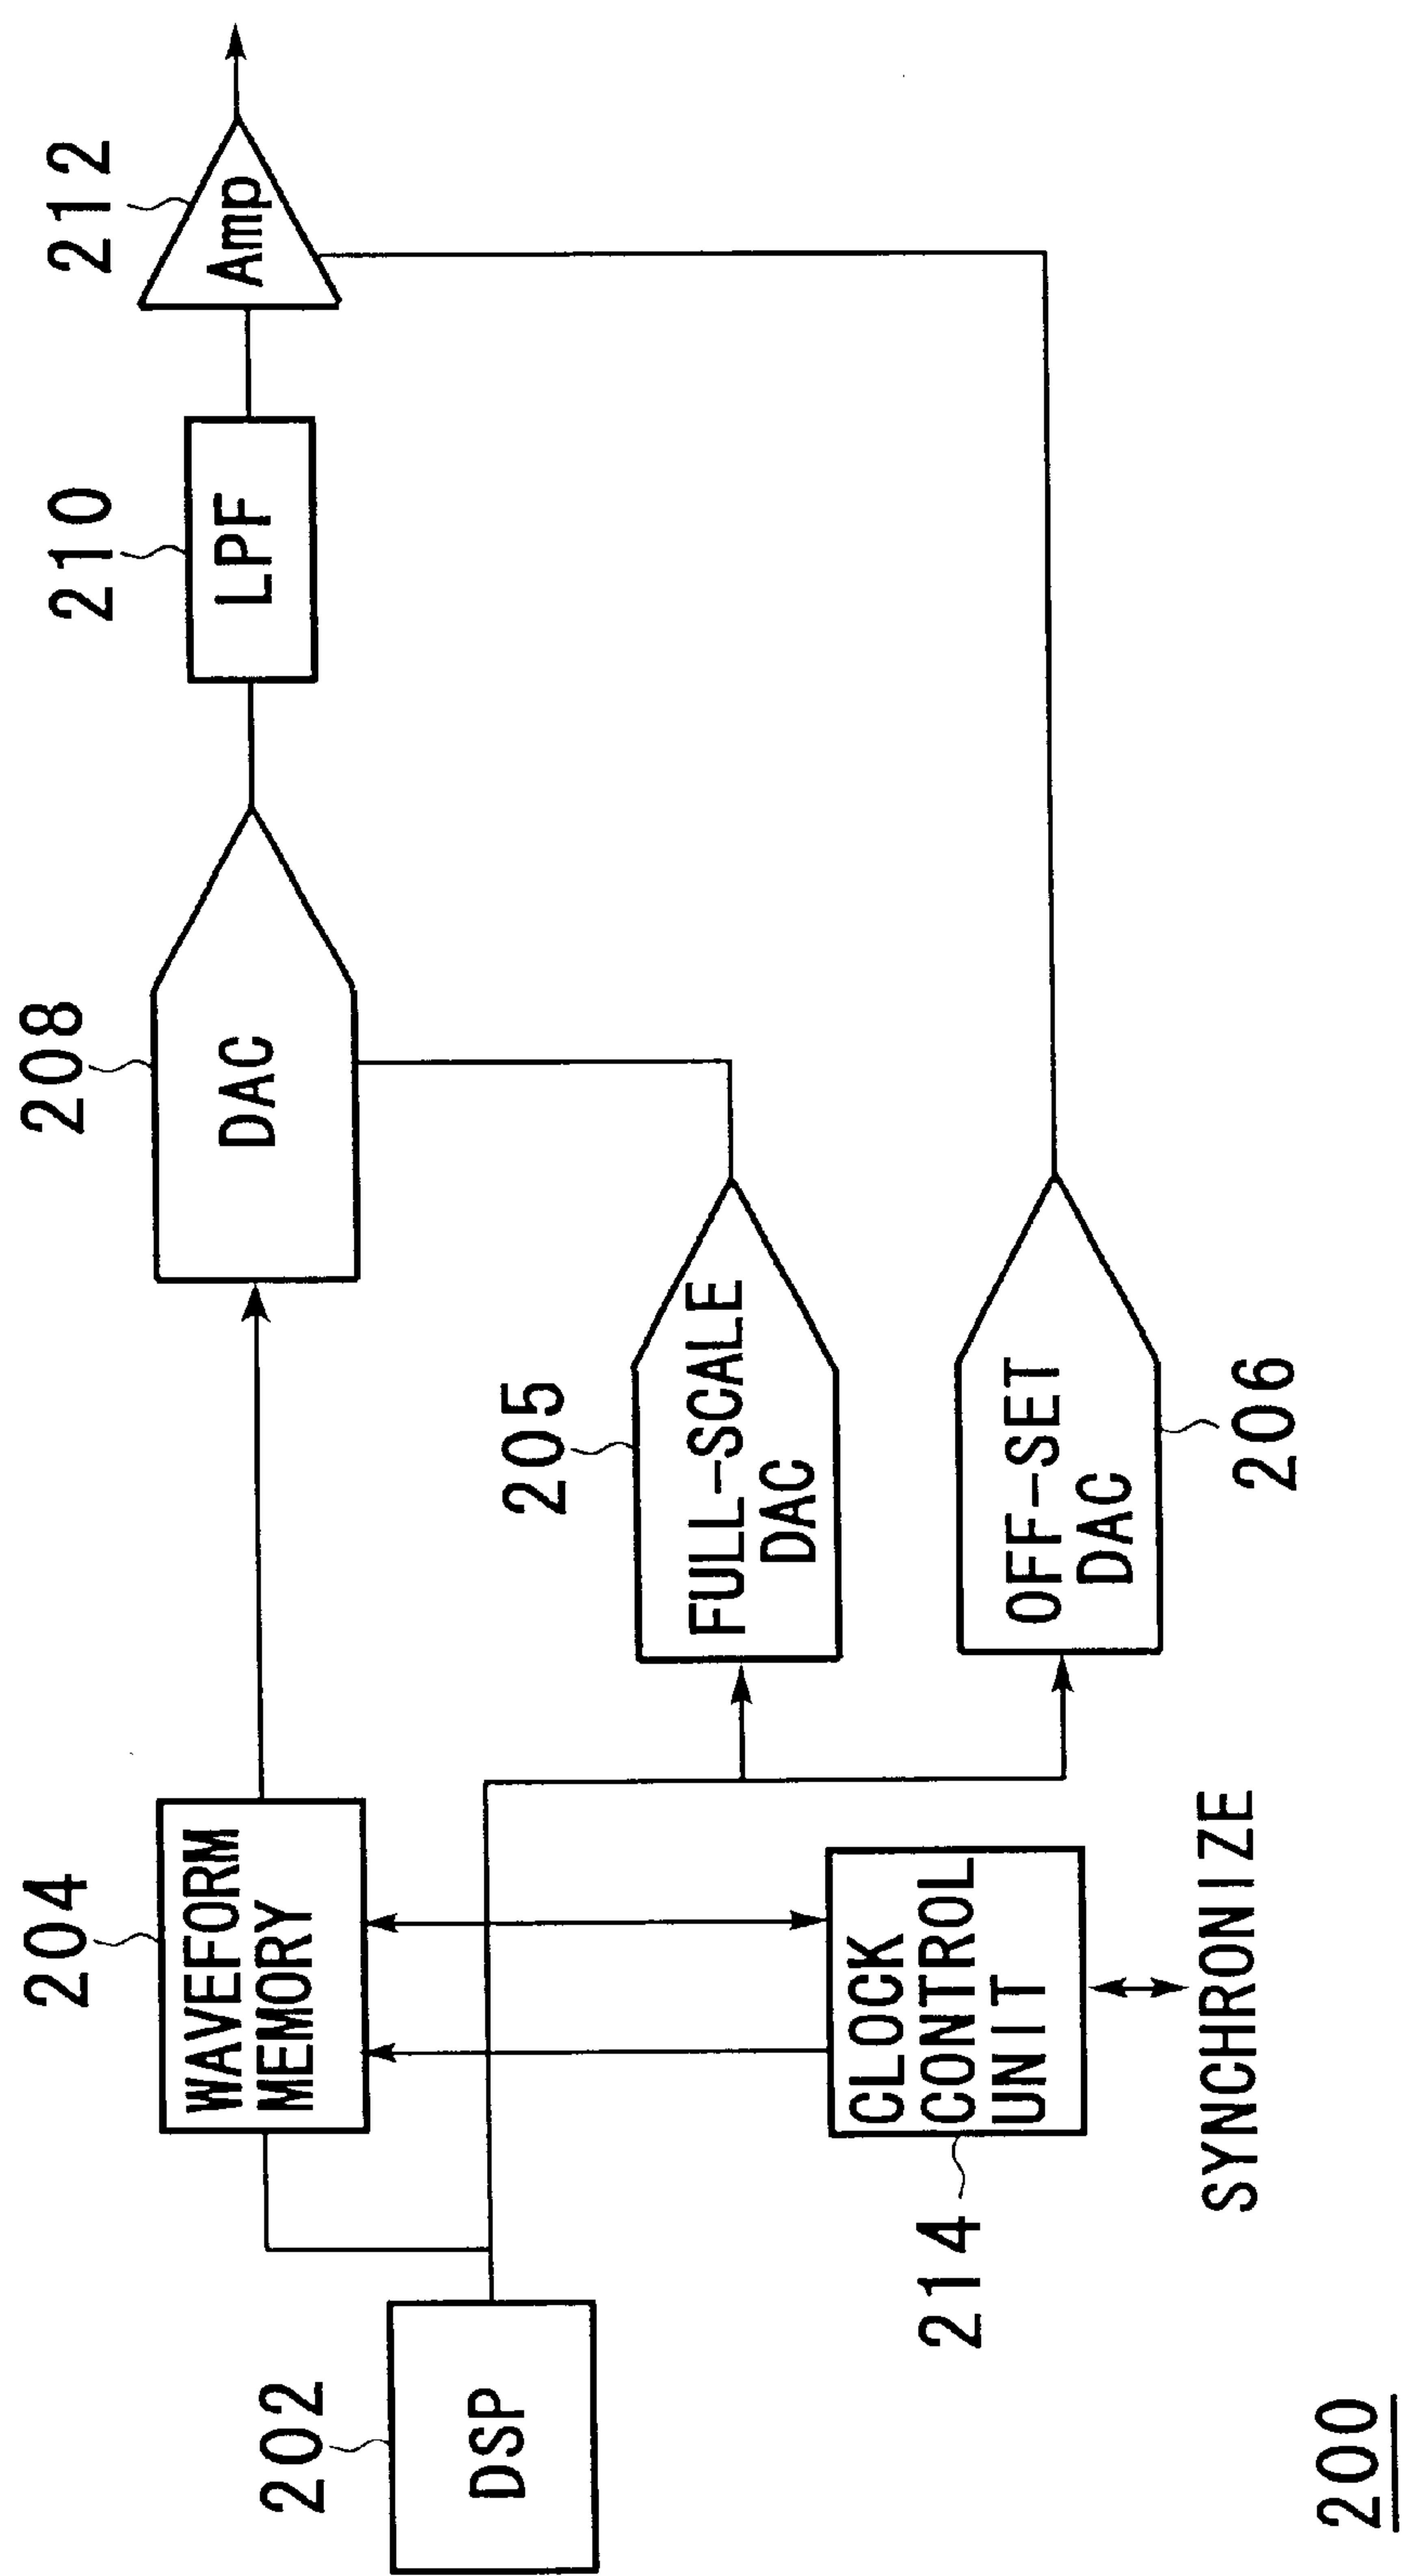 202
DSP
204
WAVEFORM
MEMORY
214
CLOCK
CONTROL
UNIT
SYNCHRONIZE
205
FULL-SCALE
DAC
OFF-SET
DAC
206
208
DAC
210
LPF
212
Amp
200